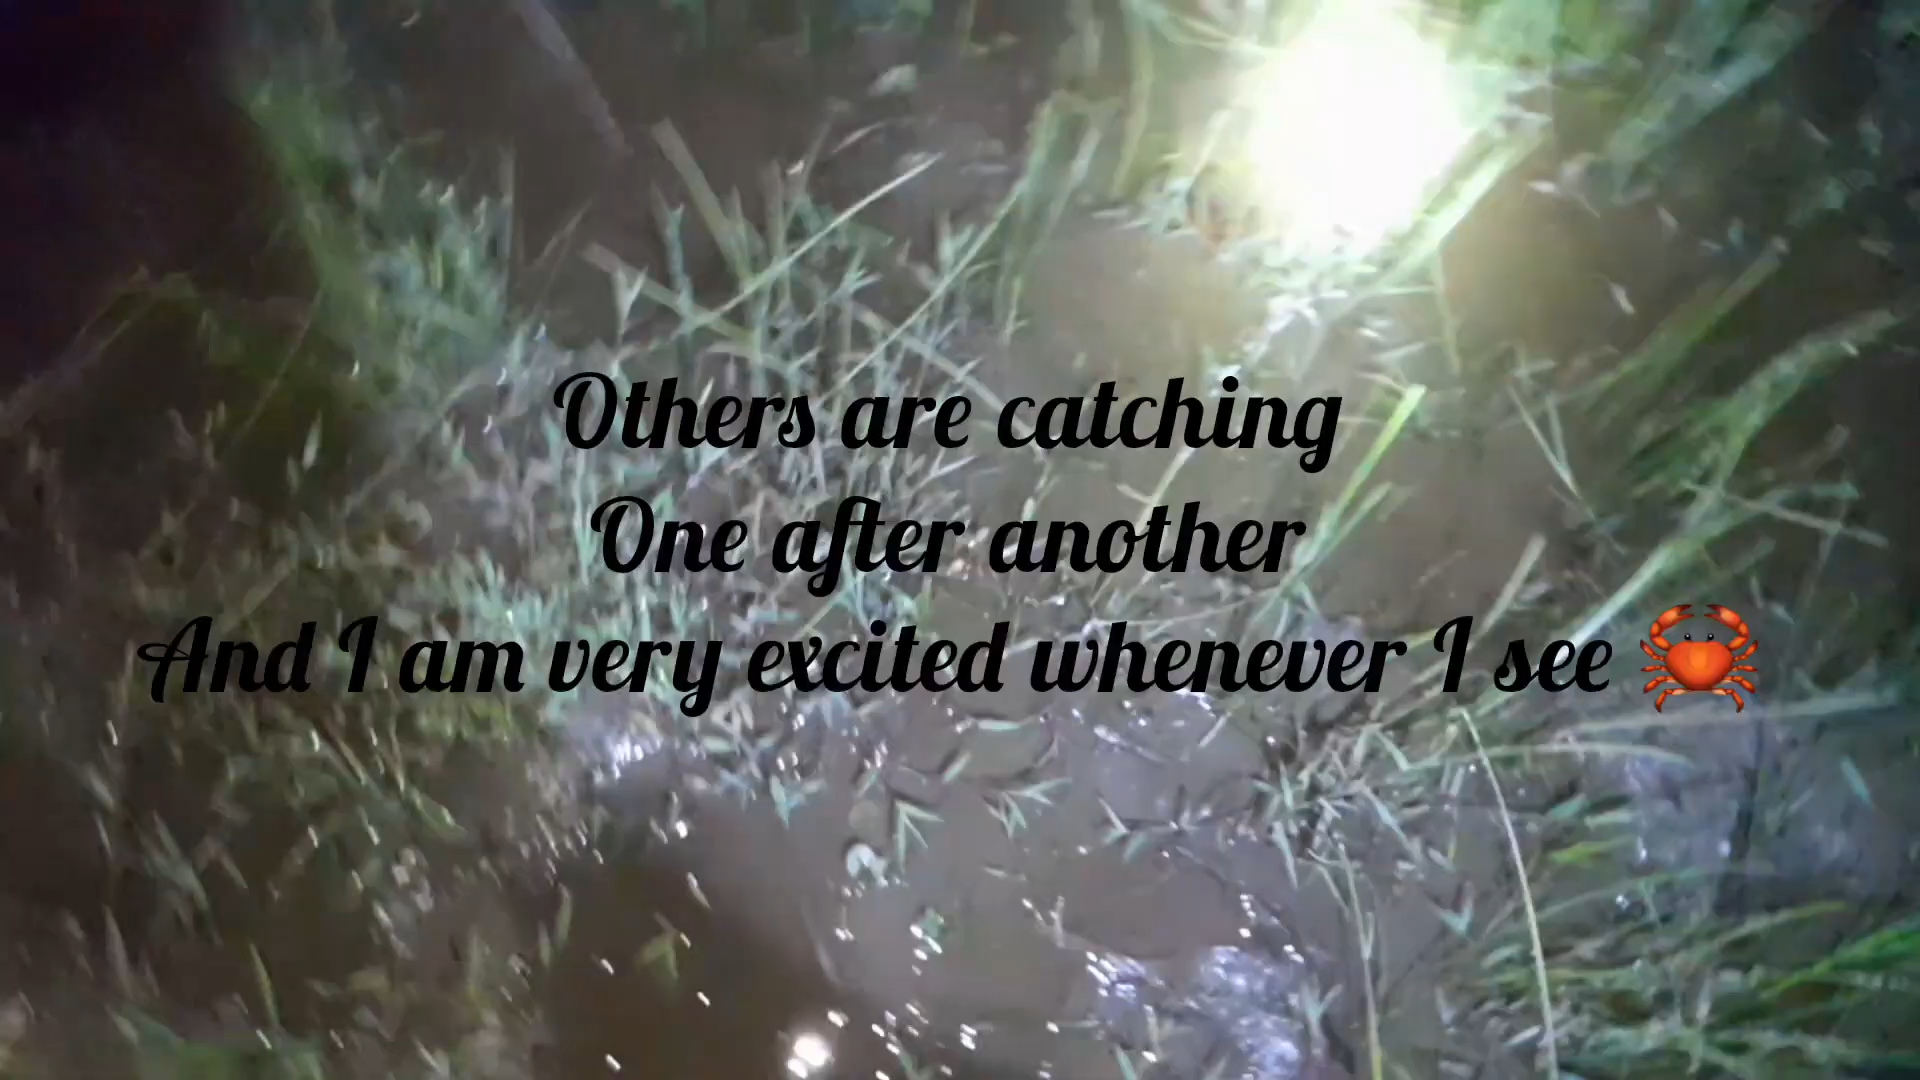 Others are catching
One after another
And I am very excited whenever I see 🦀